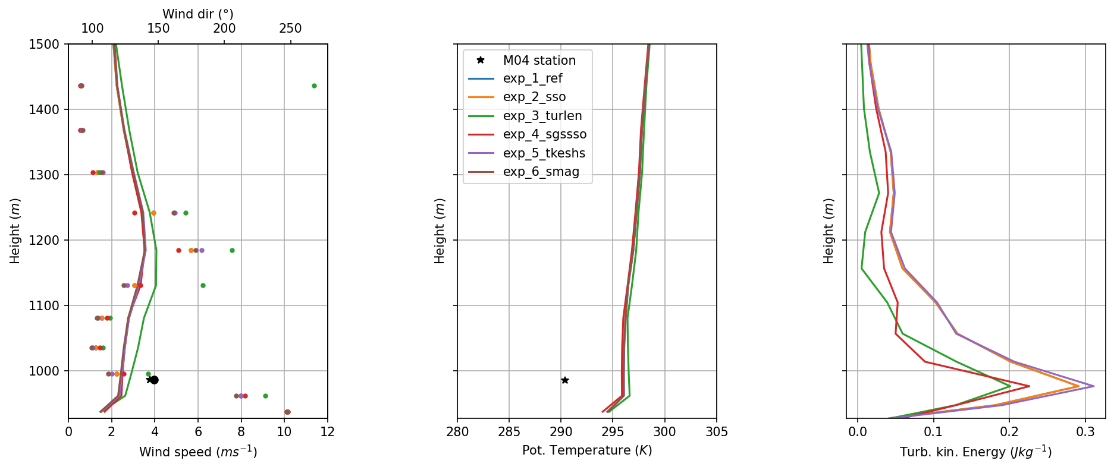 Wind dir (°)
100 150 200 250
1500
1400
1300
1200
1100
1000
Height (m)
0 2 4 6 8 10 12
Wind speed (ms⁻¹)
M04 station
exp_1_ref
exp_2_sso
exp_3_turlen
exp_4_sgssso
exp_5_tkeshs
exp_6_smag
Height (m)
280 285 290 295 300 305
Pot. Temperature (K)
Height (m)
0.0 0.1 0.2 0.3
Turb. kin. Energy (Jkg⁻¹)